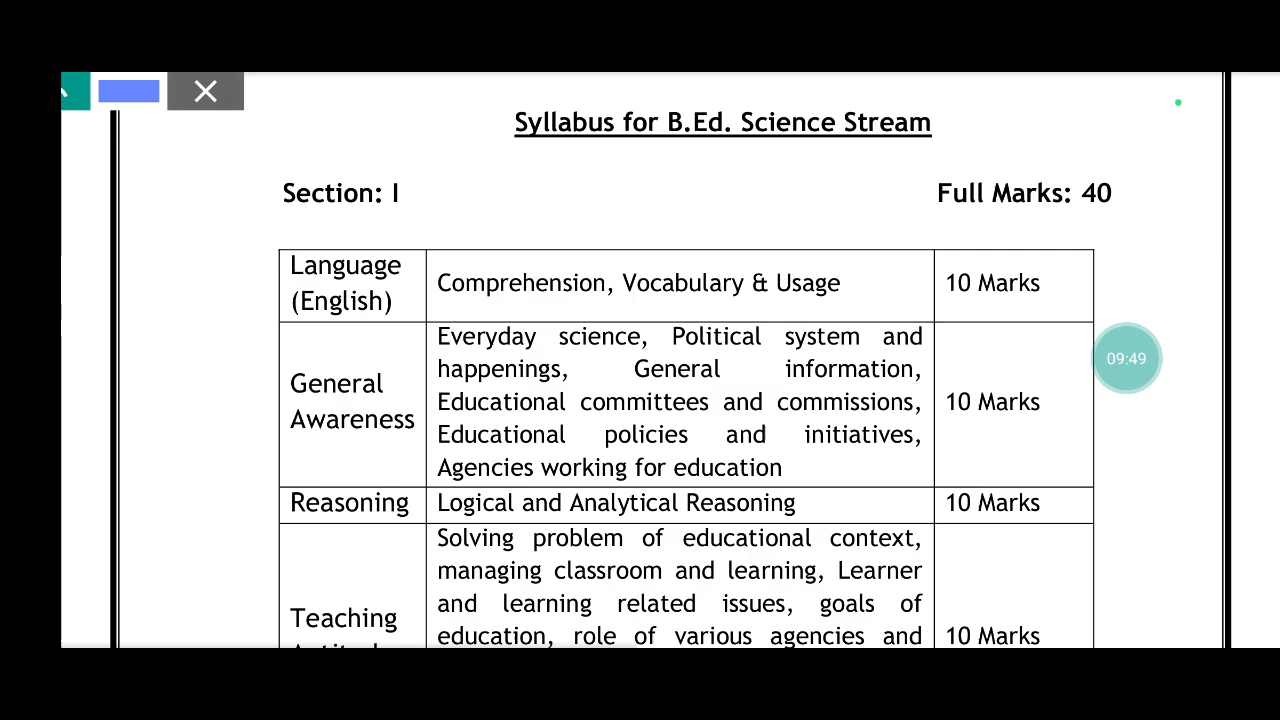 Syllabus for B.Ed. Science Stream
Section: I
Full Marks: 40
Language
(English)
Comprehension, Vocabulary & Usage
10 Marks
General
Awareness
Everyday science, Political system and
happenings, General information,
Educational committees and commissions,
Educational policies and initiatives,
Agencies working for education
10 Marks
Reasoning
Logical and Analytical Reasoning
10 Marks
Teaching
Solving problem of educational context,
managing classroom and learning, Learner
and learning related issues, goals of
education, role of various agencies and
10 Marks
09:49